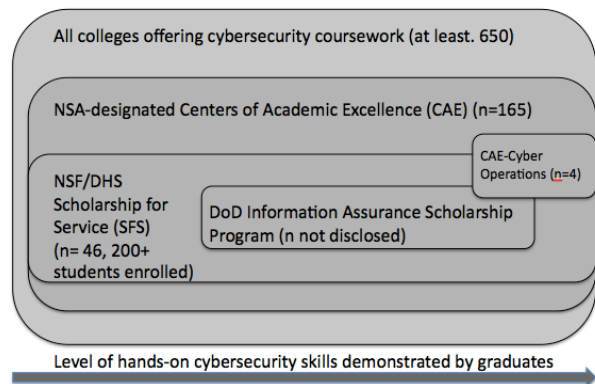 All colleges offering cybersecurity coursework (at least. 650)
NSA-designated Centers of Academic Excellence (CAE) (n=165)
CAE-Cyber
Operations (n=4)
NSF/DHS
Scholarship for
Service (SFS)
(n= 46, 200+
students enrolled)
DoD Information Assurance Scholarship
Program (n not disclosed)
Level of hands-on cybersecurity skills demonstrated by graduates